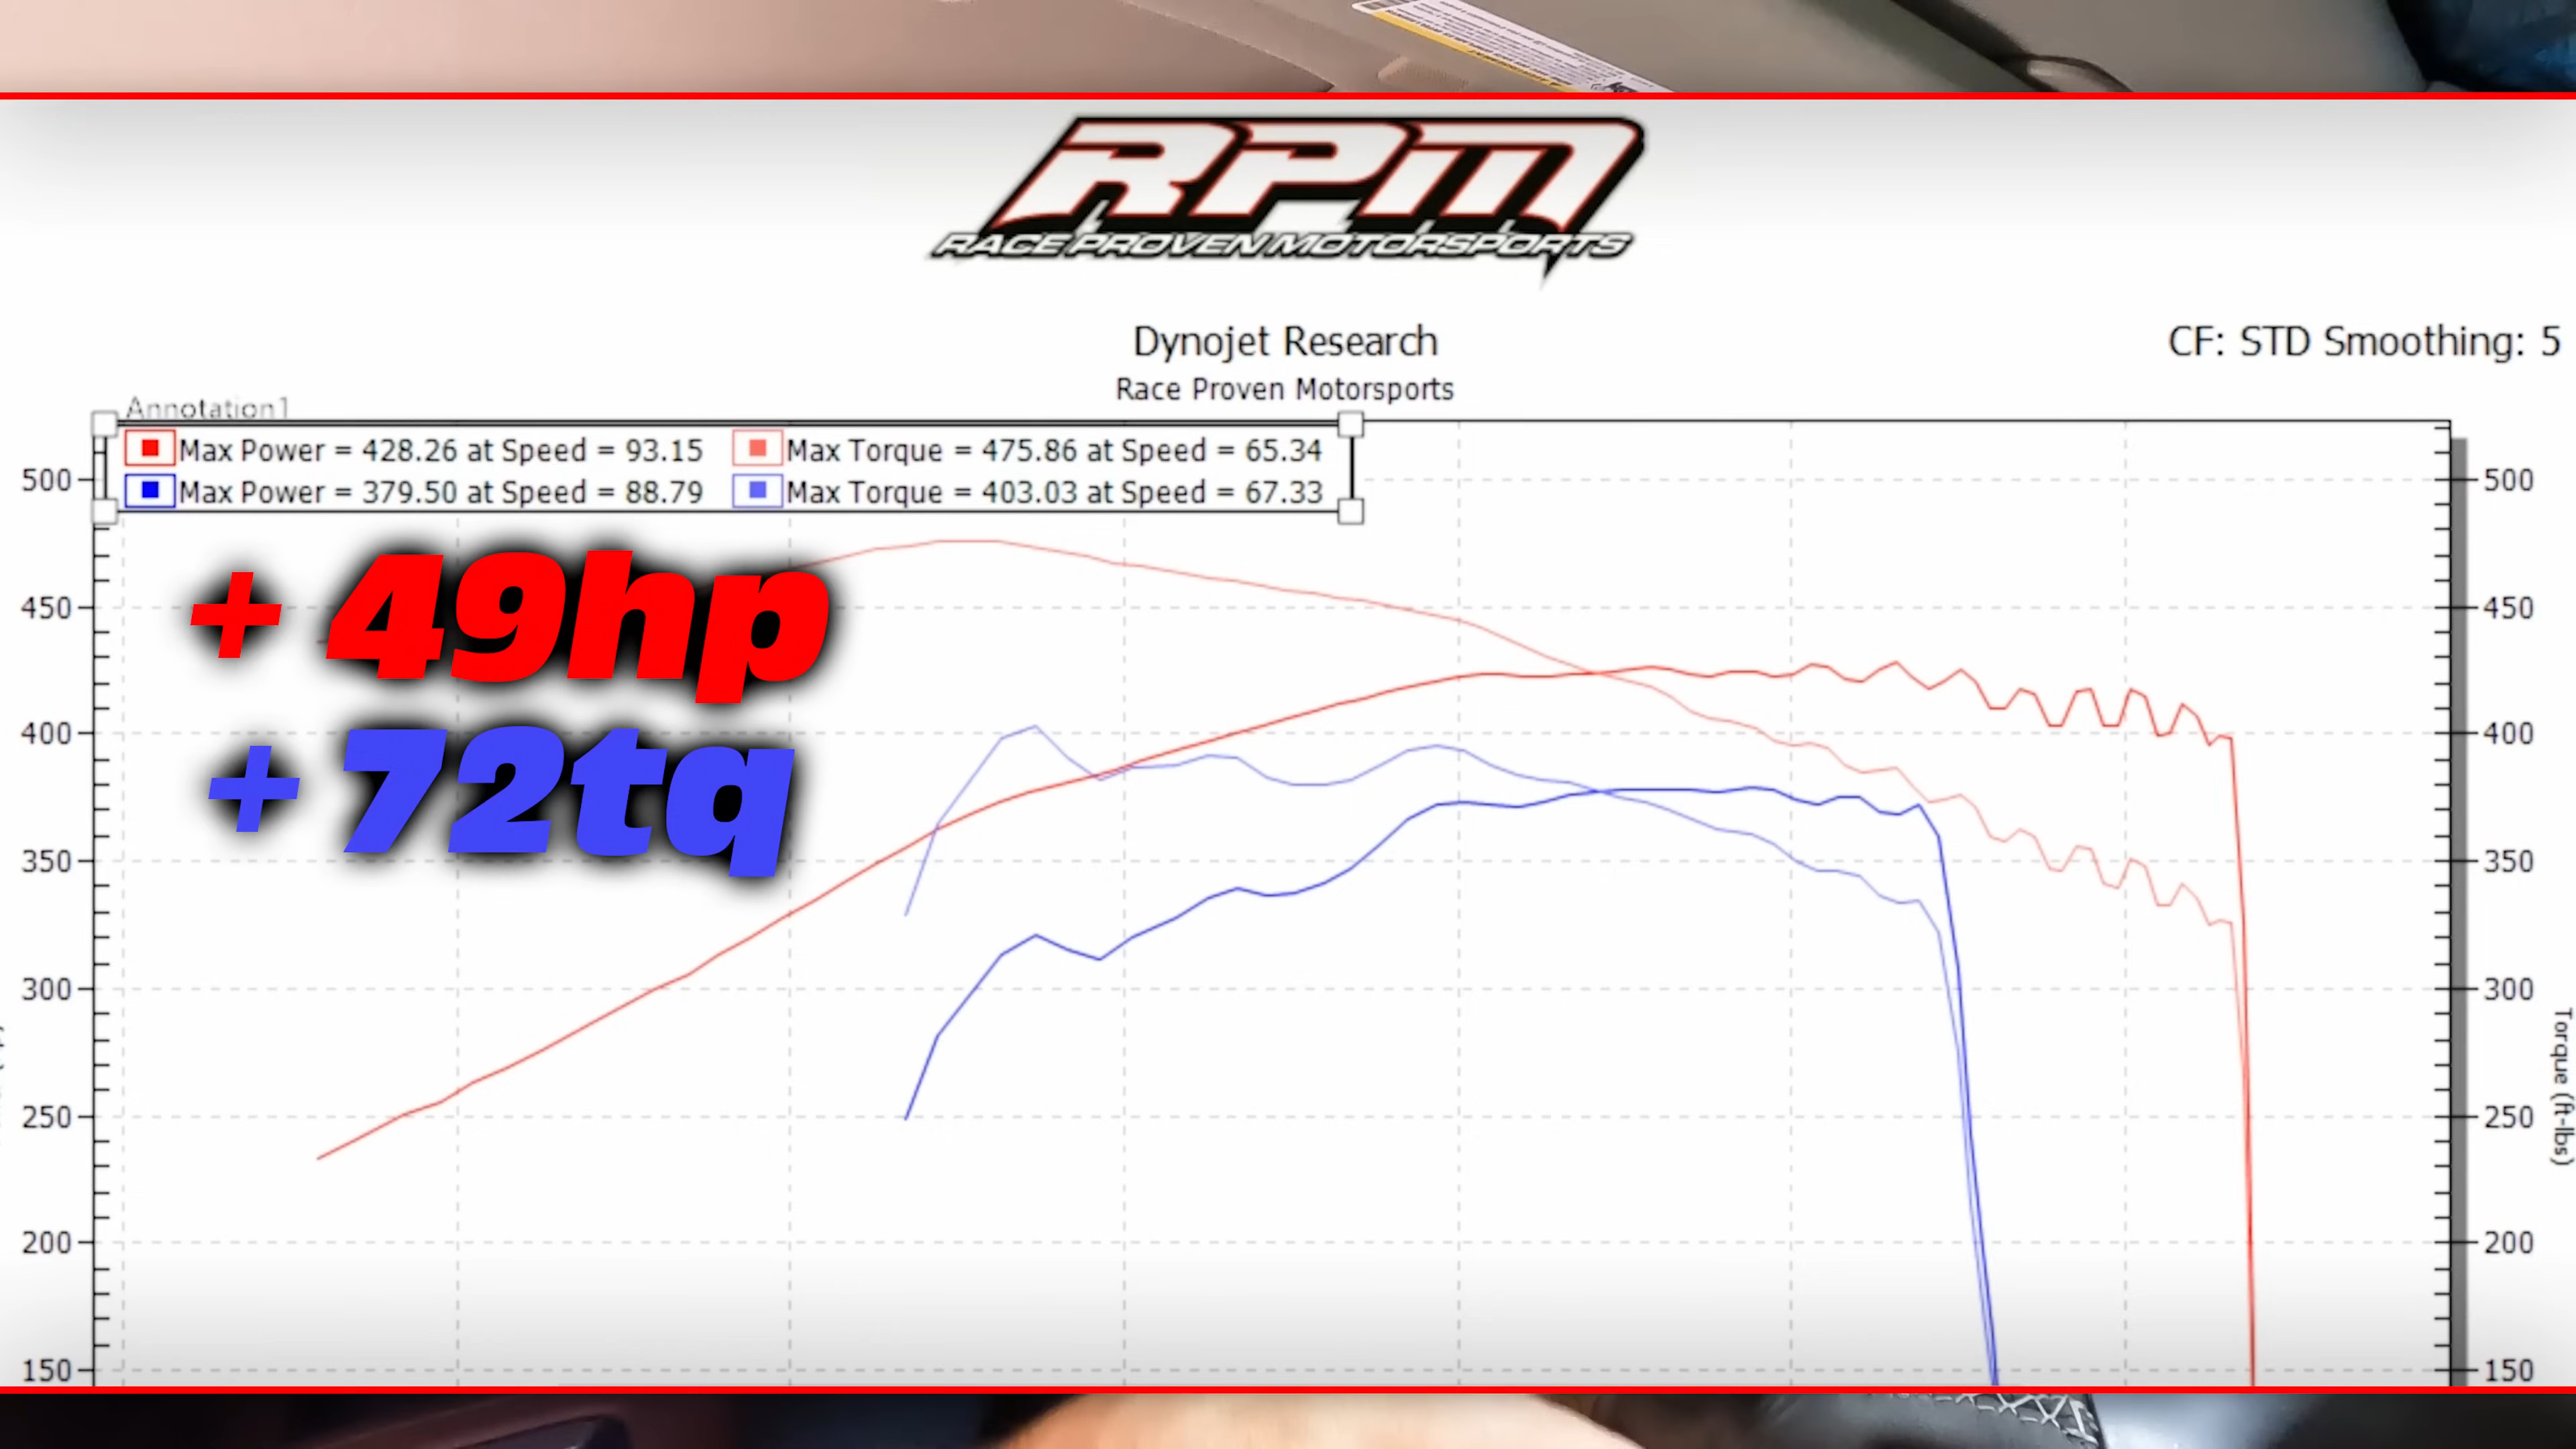 RPM
RACE PROVEN MOTORSPORTS
Dynojet Research
CF: STD Smoothing: 5
Race Proven Motorsports
Annotation1
Max Power = 428.26 at Speed = 93.15 Max Torque = 475.86 at Speed = 65.34
Max Power = 379.50 at Speed = 88.79 Max Torque = 403.03 at Speed = 67.33
+ 49hp
+ 72tq
500 500
450 450
400 400
350 350
300 300
250 250
200 200
150 150
Torque (ft-lbs)